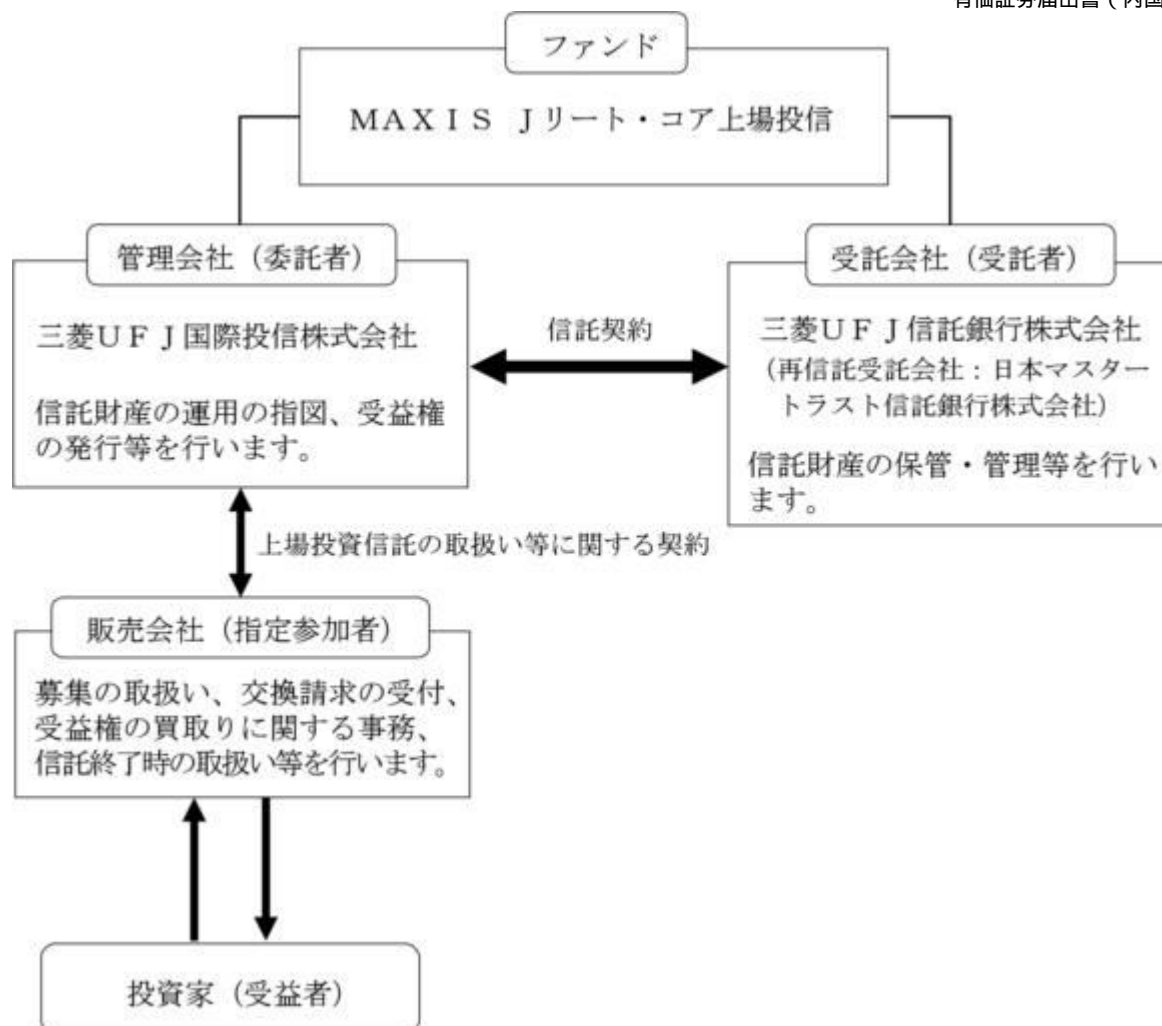 有価証券届出書（内国
ファンド
ＭＡＸＩＳ Ｊリート・コア上場投信
管理会社（委託者）
三菱ＵＦＪ国際投信株式会社
信託財産の運用の指図、受益権
の発行等を行います。
信託契約
受託会社（受託者）
三菱ＵＦＪ信託銀行株式会社
（再信託受託会社：日本マスター
トラスト信託銀行株式会社）
信託財産の保管・管理等を行い
ます。
上場投資信託の取扱い等に関する契約
販売会社（指定参加者）
募集の取扱い、交換請求の受付、
受益権の買取りに関する事務、
信託終了時の取扱い等を行います。
投資家（受益者）